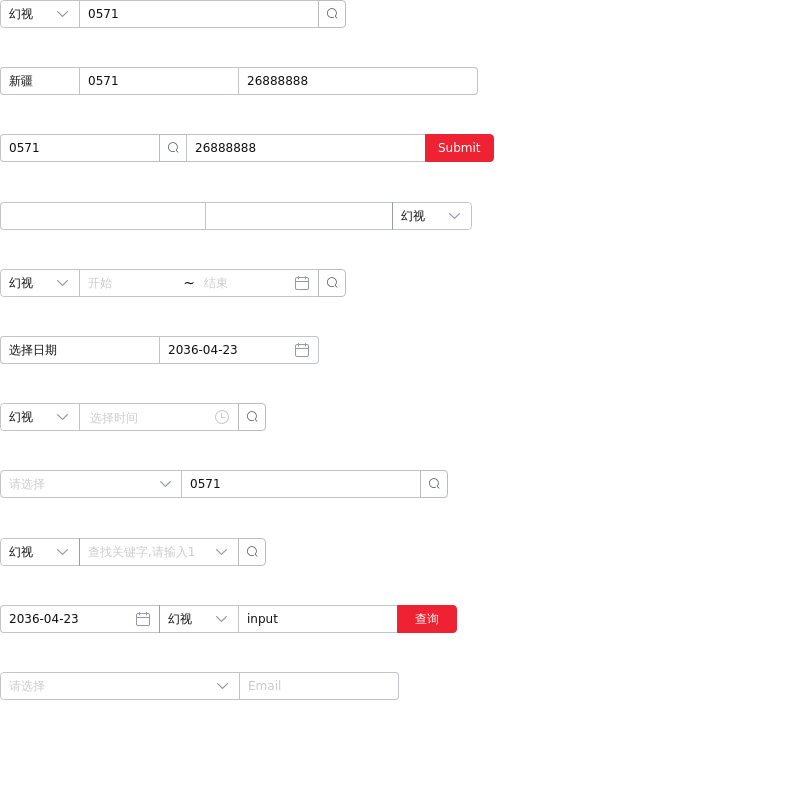 幻视 0571
新疆 0571 26888888
0571 26888888 Submit
幻视
幻视 开始 ~ 结束
选择日期 2036-04-23
幻视 选择时间
请选择 0571
幻视 查找关键字,请输入1
2036-04-23 幻视 input 查询
请选择 Email